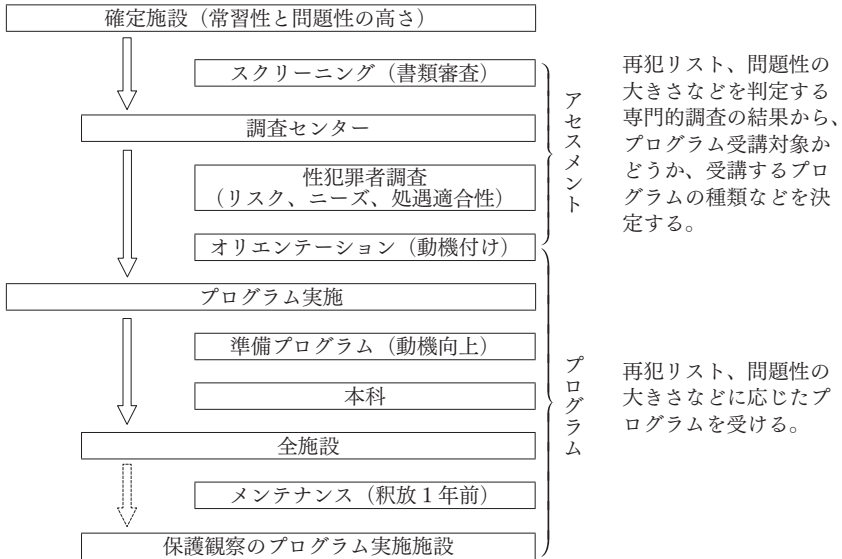 確定施設（常習性と問題性の高さ）
スクリーニング（書類審査）
調査センター
性犯罪者調査
（リスク、ニーズ、処遇適合性）
オリエンテーション（動機付け）
アセスメント
再犯リスト、問題性の
大きさなどを判定する
専門的調査の結果から、
プログラム受講対象か
どうか、受講するプロ
グラムの種類などを決
定する。
プログラム実施
準備プログラム（動機向上）
本科
全施設
メンテナンス（釈放１年前）
保護観察のプログラム実施施設
プログラム
再犯リスト、問題性の
大きさなどに応じたプ
ログラムを受ける。